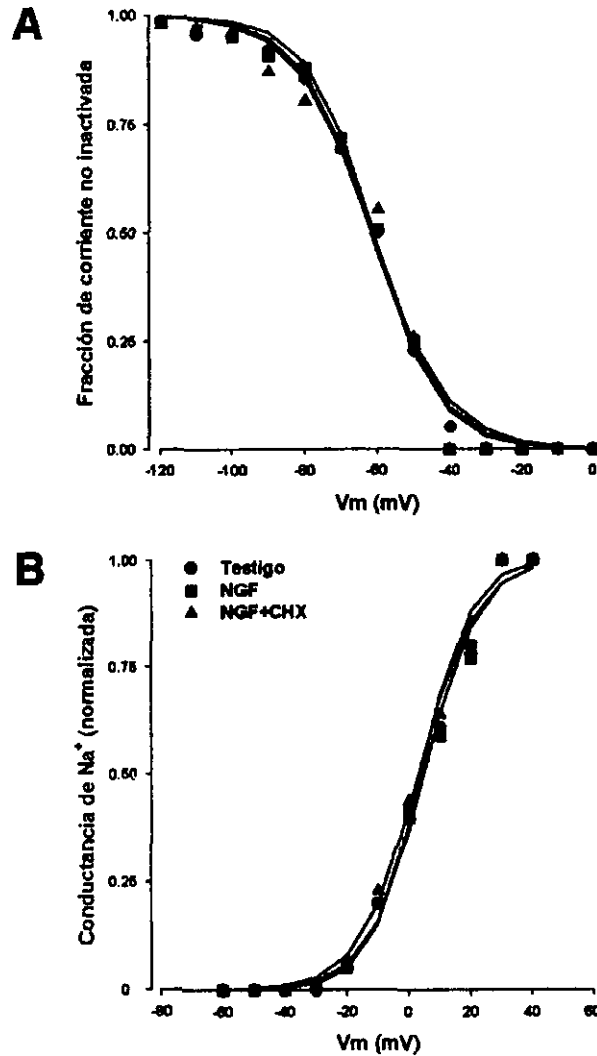 A
Fracción de corriente no inactivada
1.00
0.75
0.50
0.25
0.00
-120
-100
-80
-60
-40
-20
0
Vm (mV)
B
Conductancia de Na+ (normalizada)
1.00
0.75
0.50
0.25
0
Testigo
NGF
NGF+CHX
-80
-60
-40
-20
0
20
40
60
Vm (mV)